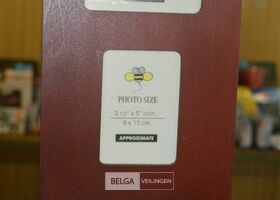 PHOTO SIZE
3 1/2" x 5" inch.
9 x 13 cm
APPROXIMATE
BELGA VEILINGEN